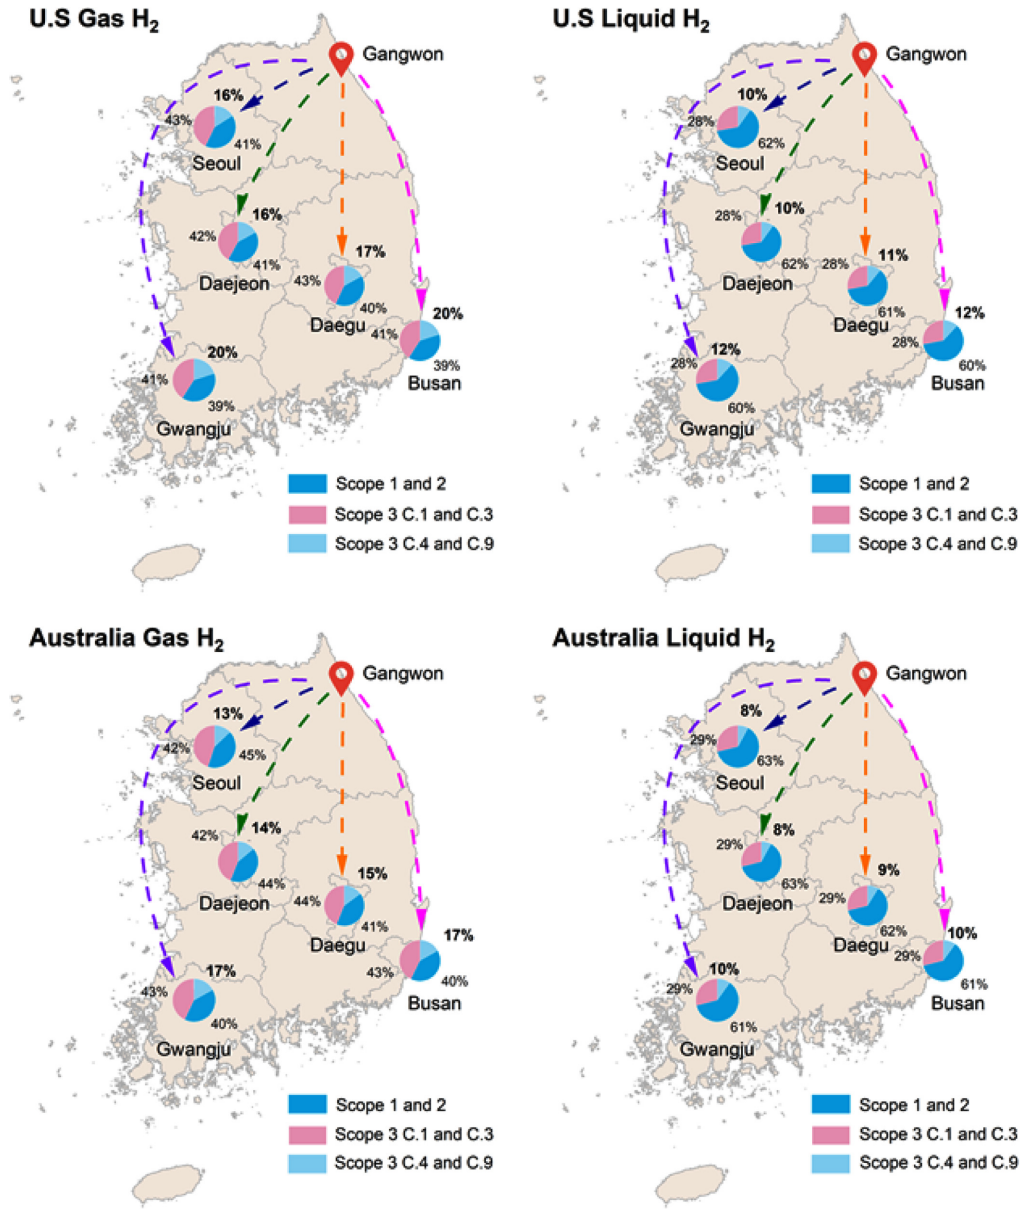 U.S Gas H2
Gangwon
16%
43%
41%
Seoul
16%
42%
41%
Daejeon
17%
43%
40%
Daegu
20%
41%
39%
Busan
20%
41%
39%
Gwangju
Scope 1 and 2
Scope 3 C.1 and C.3
Scope 3 C.4 and C.9
U.S Liquid H2
Gangwon
10%
28%
62%
Seoul
10%
28%
62%
Daejeon
11%
28%
61%
Daegu
12%
28%
60%
Busan
12%
28%
60%
Gwangju
Scope 1 and 2
Scope 3 C.1 and C.3
Scope 3 C.4 and C.9
Australia Gas H2
Gangwon
13%
42%
45%
Seoul
14%
42%
44%
Daejeon
15%
44%
41%
Daegu
17%
43%
40%
Busan
17%
43%
40%
Gwangju
Scope 1 and 2
Scope 3 C.1 and C.3
Scope 3 C.4 and C.9
Australia Liquid H2
Gangwon
8%
29%
63%
Seoul
8%
29%
63%
Daejeon
9%
29%
62%
Daegu
10%
29%
61%
Busan
10%
29%
61%
Gwangju
Scope 1 and 2
Scope 3 C.1 and C.3
Scope 3 C.4 and C.9